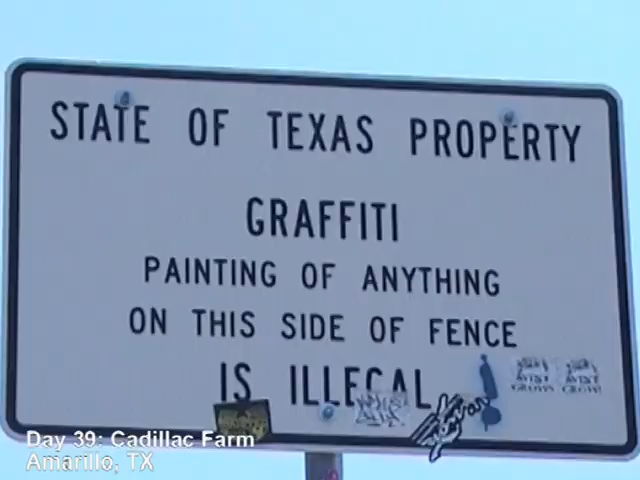 STATE OF TEXAS PROPERTY
GRAFFITI
PAINTING OF ANYTHING
ON THIS SIDE OF FENCE
IS ILLEGAL
Day 39: Cadillac Farm
Amarillo, TX